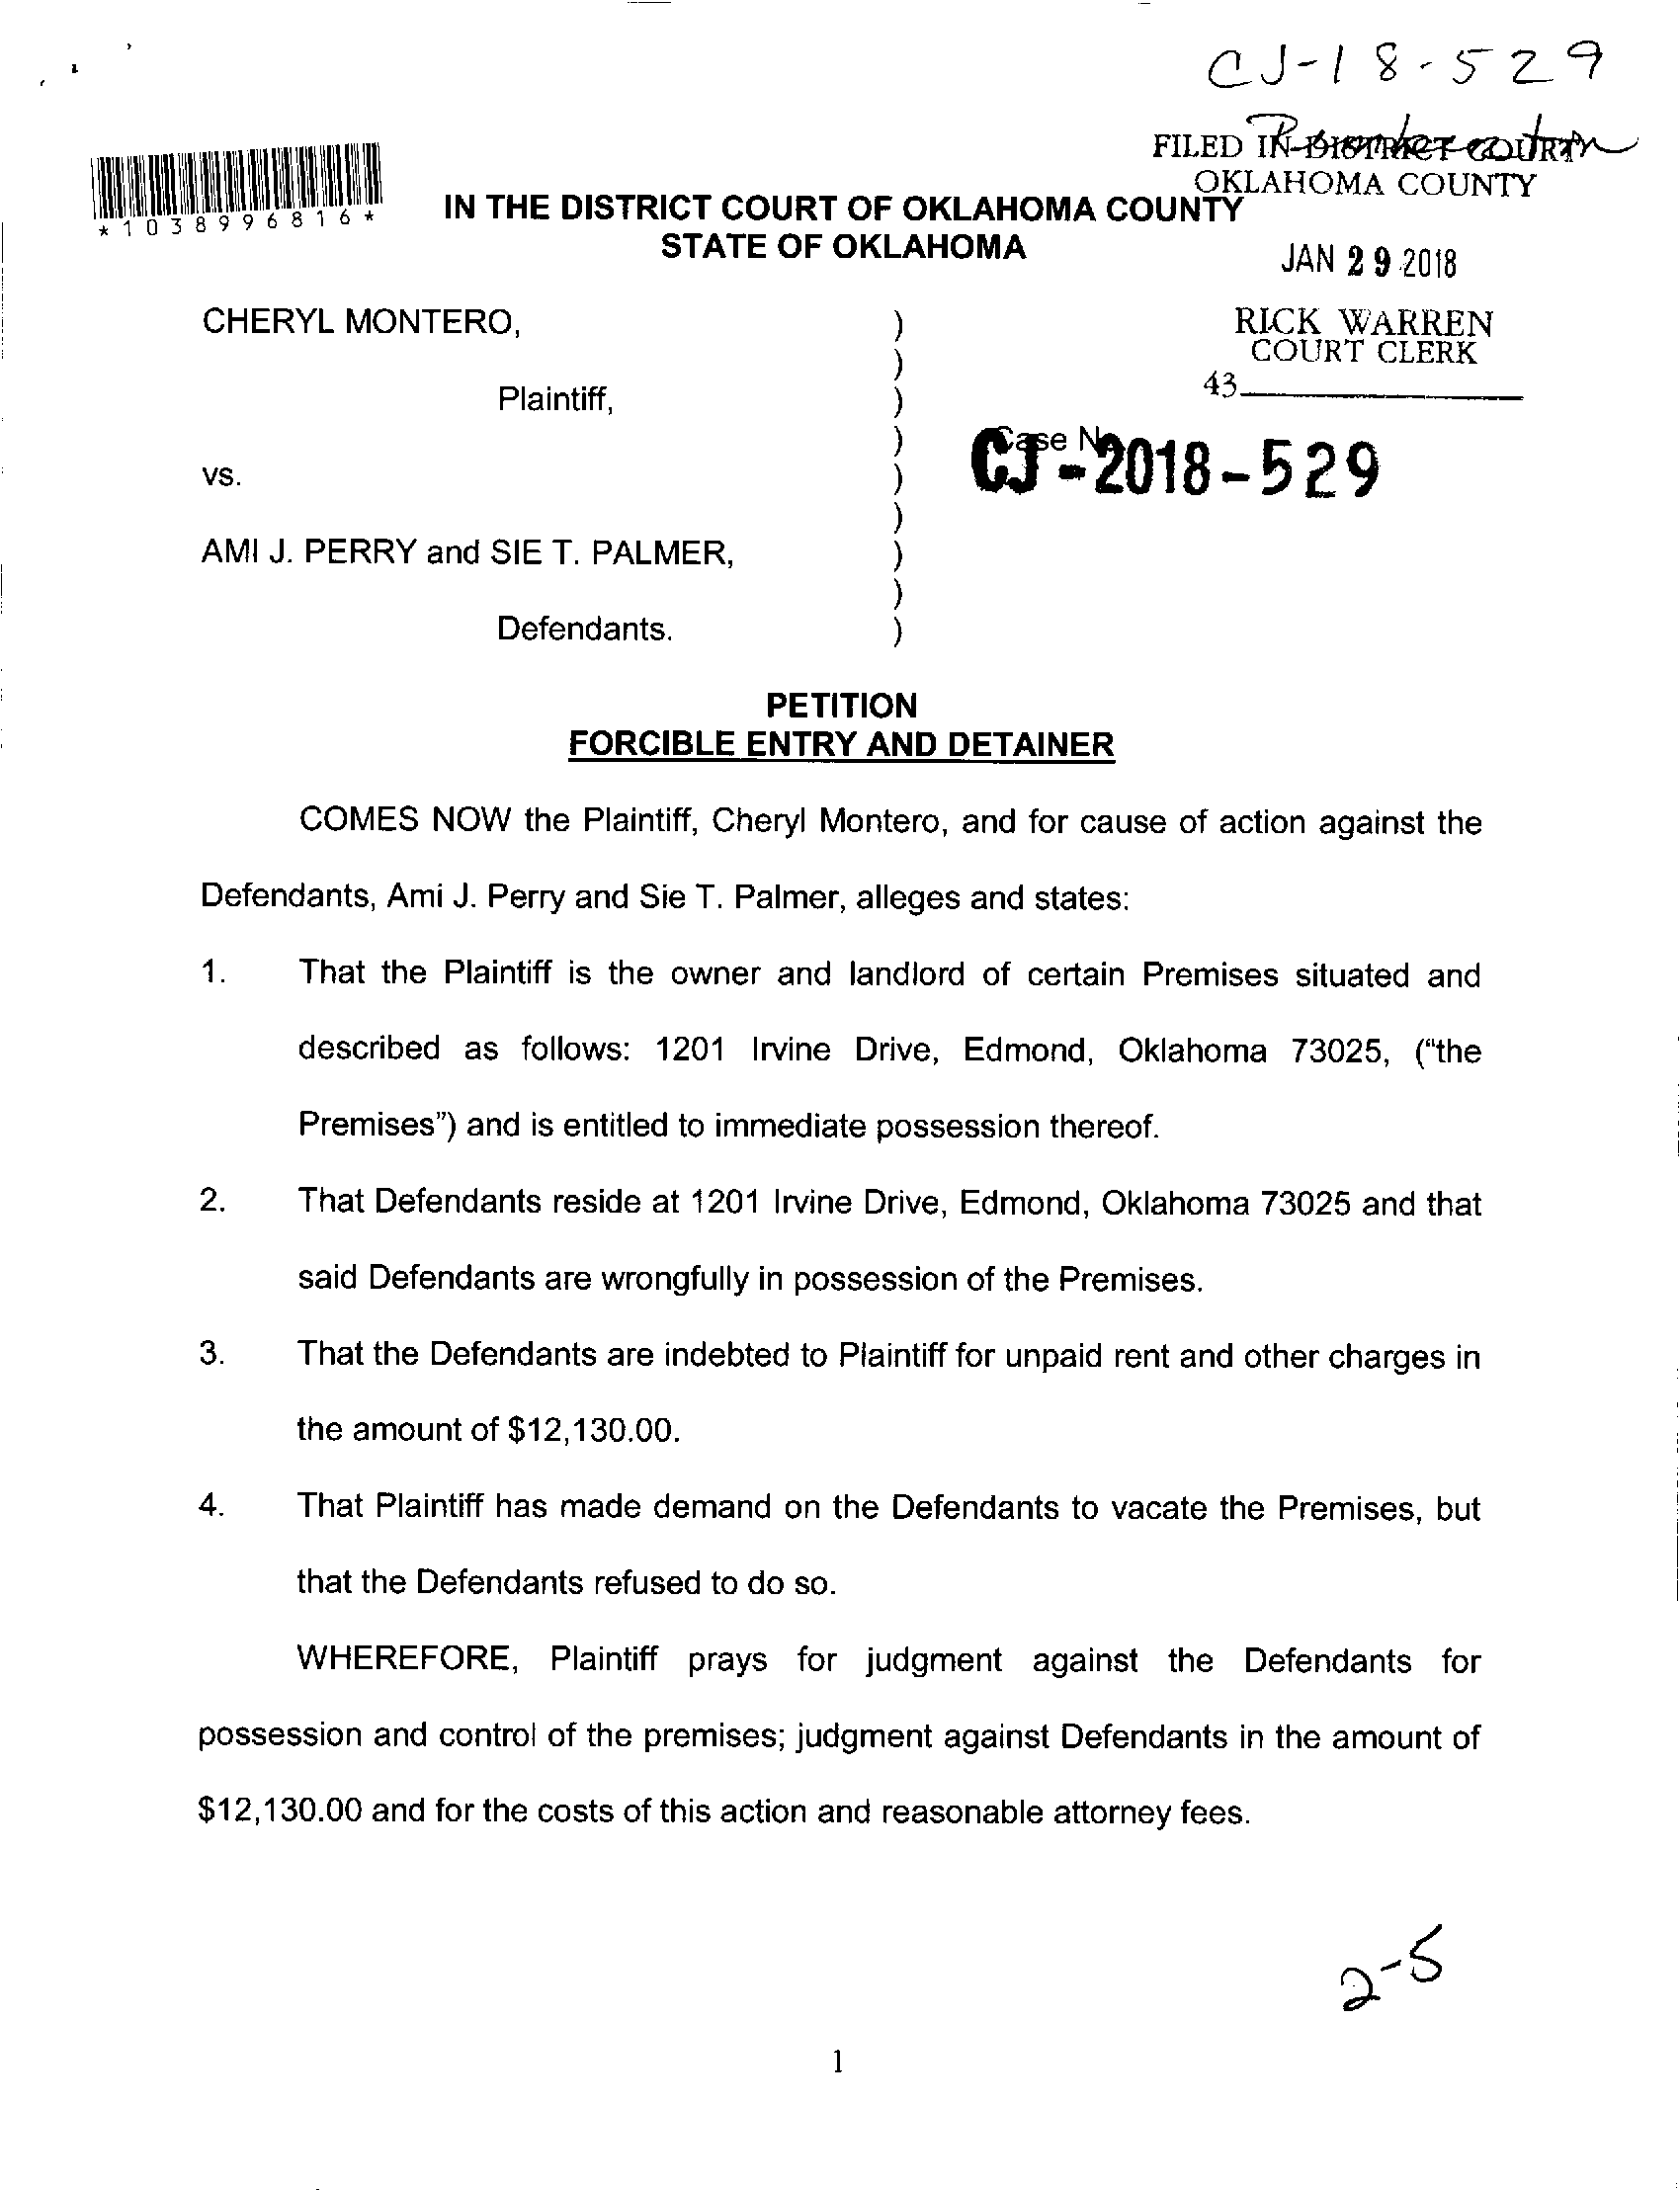 CJ-18-529
FILED IN DISTRICT COURT
OKLAHOMA COUNTY
*1038996816*
IN THE DISTRICT COURT OF OKLAHOMA COUNTY
STATE OF OKLAHOMA
JAN 29 2018
CHERYL MONTERO, )
RICK WARREN
COURT CLERK
)
43
Plaintiff, )
) Case No
CJ-2018-529
vs. )
)
AMI J. PERRY and SIE T. PALMER, )
)
Defendants. )
PETITION
FORCIBLE ENTRY AND DETAINER
COMES NOW the Plaintiff, Cheryl Montero, and for cause of action against the
Defendants, Ami J. Perry and Sie T. Palmer, alleges and states:
1. That the Plaintiff is the owner and landlord of certain Premises situated and
described as follows: 1201 Irvine Drive, Edmond, Oklahoma 73025, (“the
Premises”) and is entitled to immediate possession thereof.
2. That Defendants reside at 1201 Irvine Drive, Edmond, Oklahoma 73025 and that
said Defendants are wrongfully in possession of the Premises.
3. That the Defendants are indebted to Plaintiff for unpaid rent and other charges in
the amount of $12,130.00.
4. That Plaintiff has made demand on the Defendants to vacate the Premises, but
that the Defendants refused to do so.
WHEREFORE, Plaintiff prays for judgment against the Defendants for
possession and control of the premises; judgment against Defendants in the amount of
$12,130.00 and for the costs of this action and reasonable attorney fees.
2-5
1